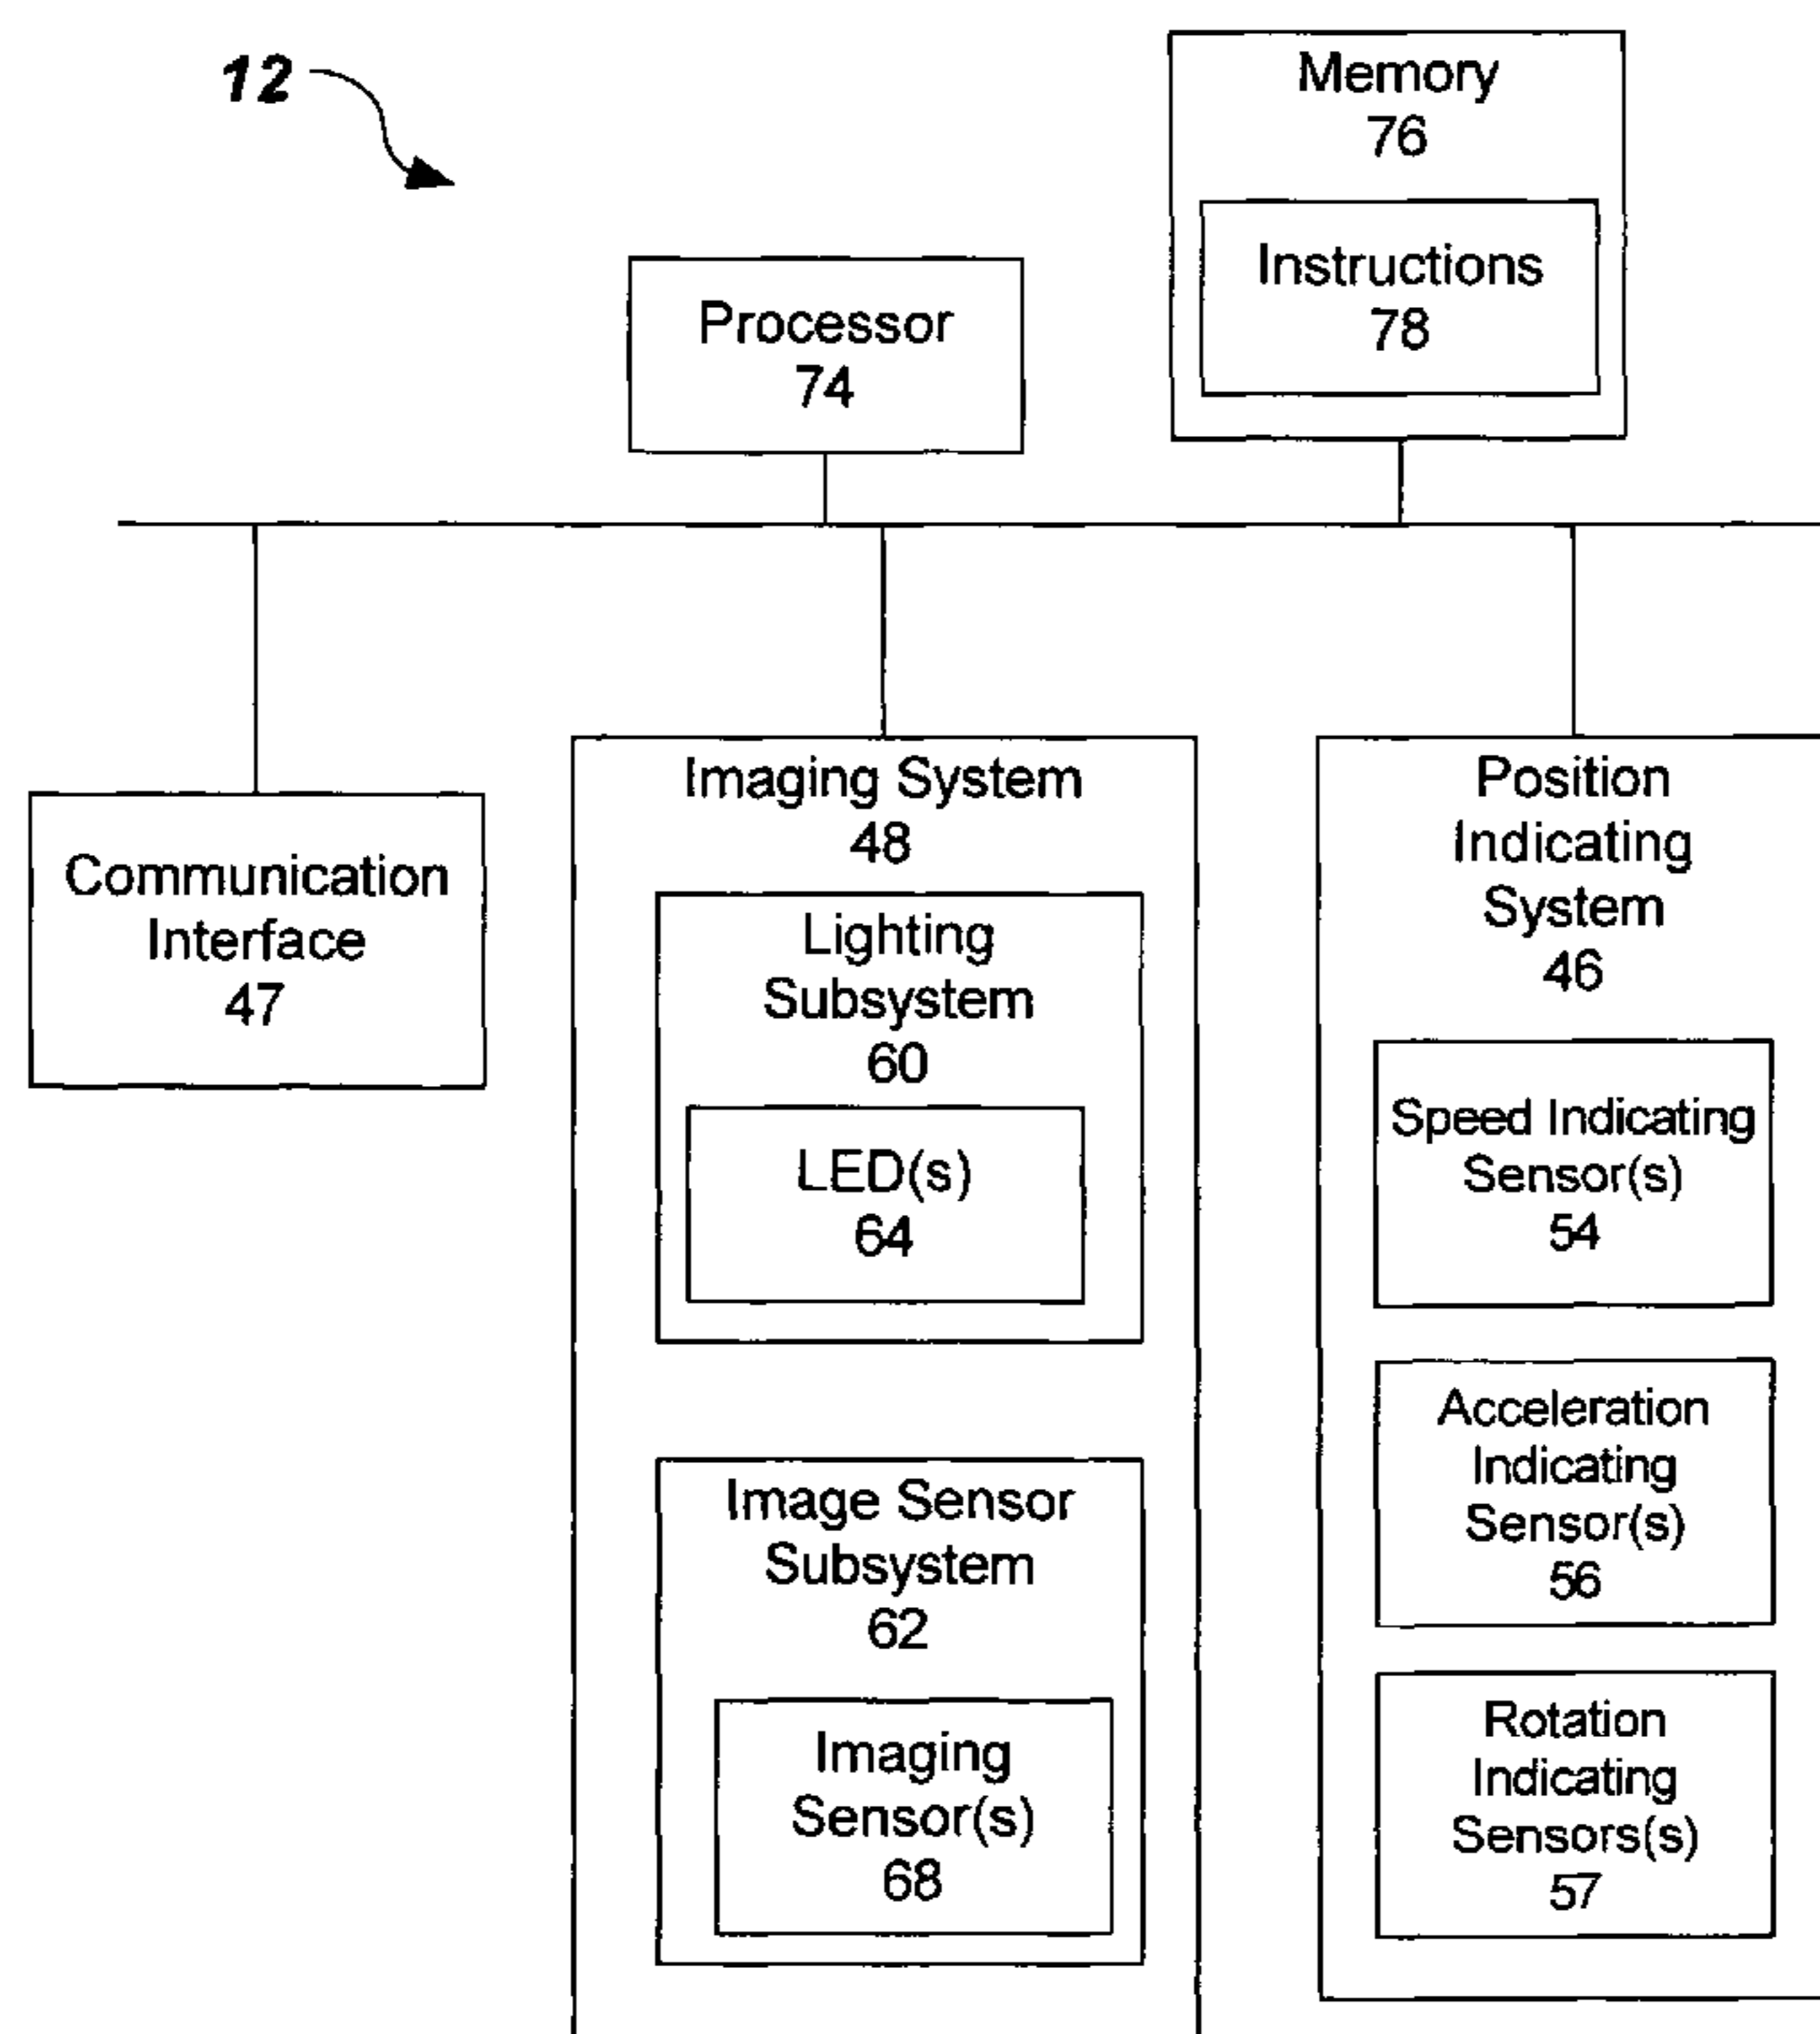 12
Memory
76
Instructions
78
Processor
74
Communication
Interface
47
Imaging System
48
Lighting
Subsystem
60
LED(s)
64
Image Sensor
Subsystem
62
Imaging
Sensor(s)
68
Position
Indicating
System
46
Speed Indicating
Sensor(s)
54
Acceleration
Indicating
Sensor(s)
56
Rotation
Indicating
Sensors(s)
57